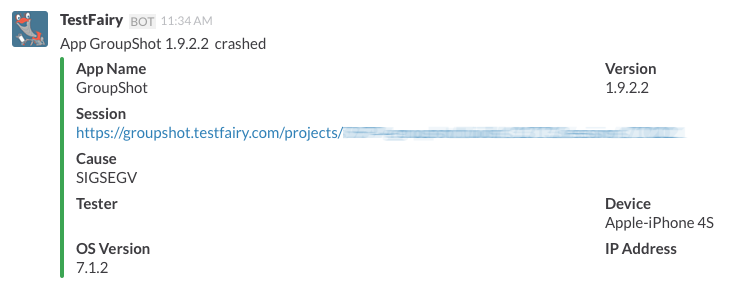 TestFairy BOT 11:34 AM
App GroupShot 1.9.2.2 crashed
App Name Version
GroupShot 1.9.2.2
Session
https://groupshot.testfairy.com/projects/
Cause
SIGSEGV
Tester Device
Apple-iPhone 4S
OS Version IP Address
7.1.2